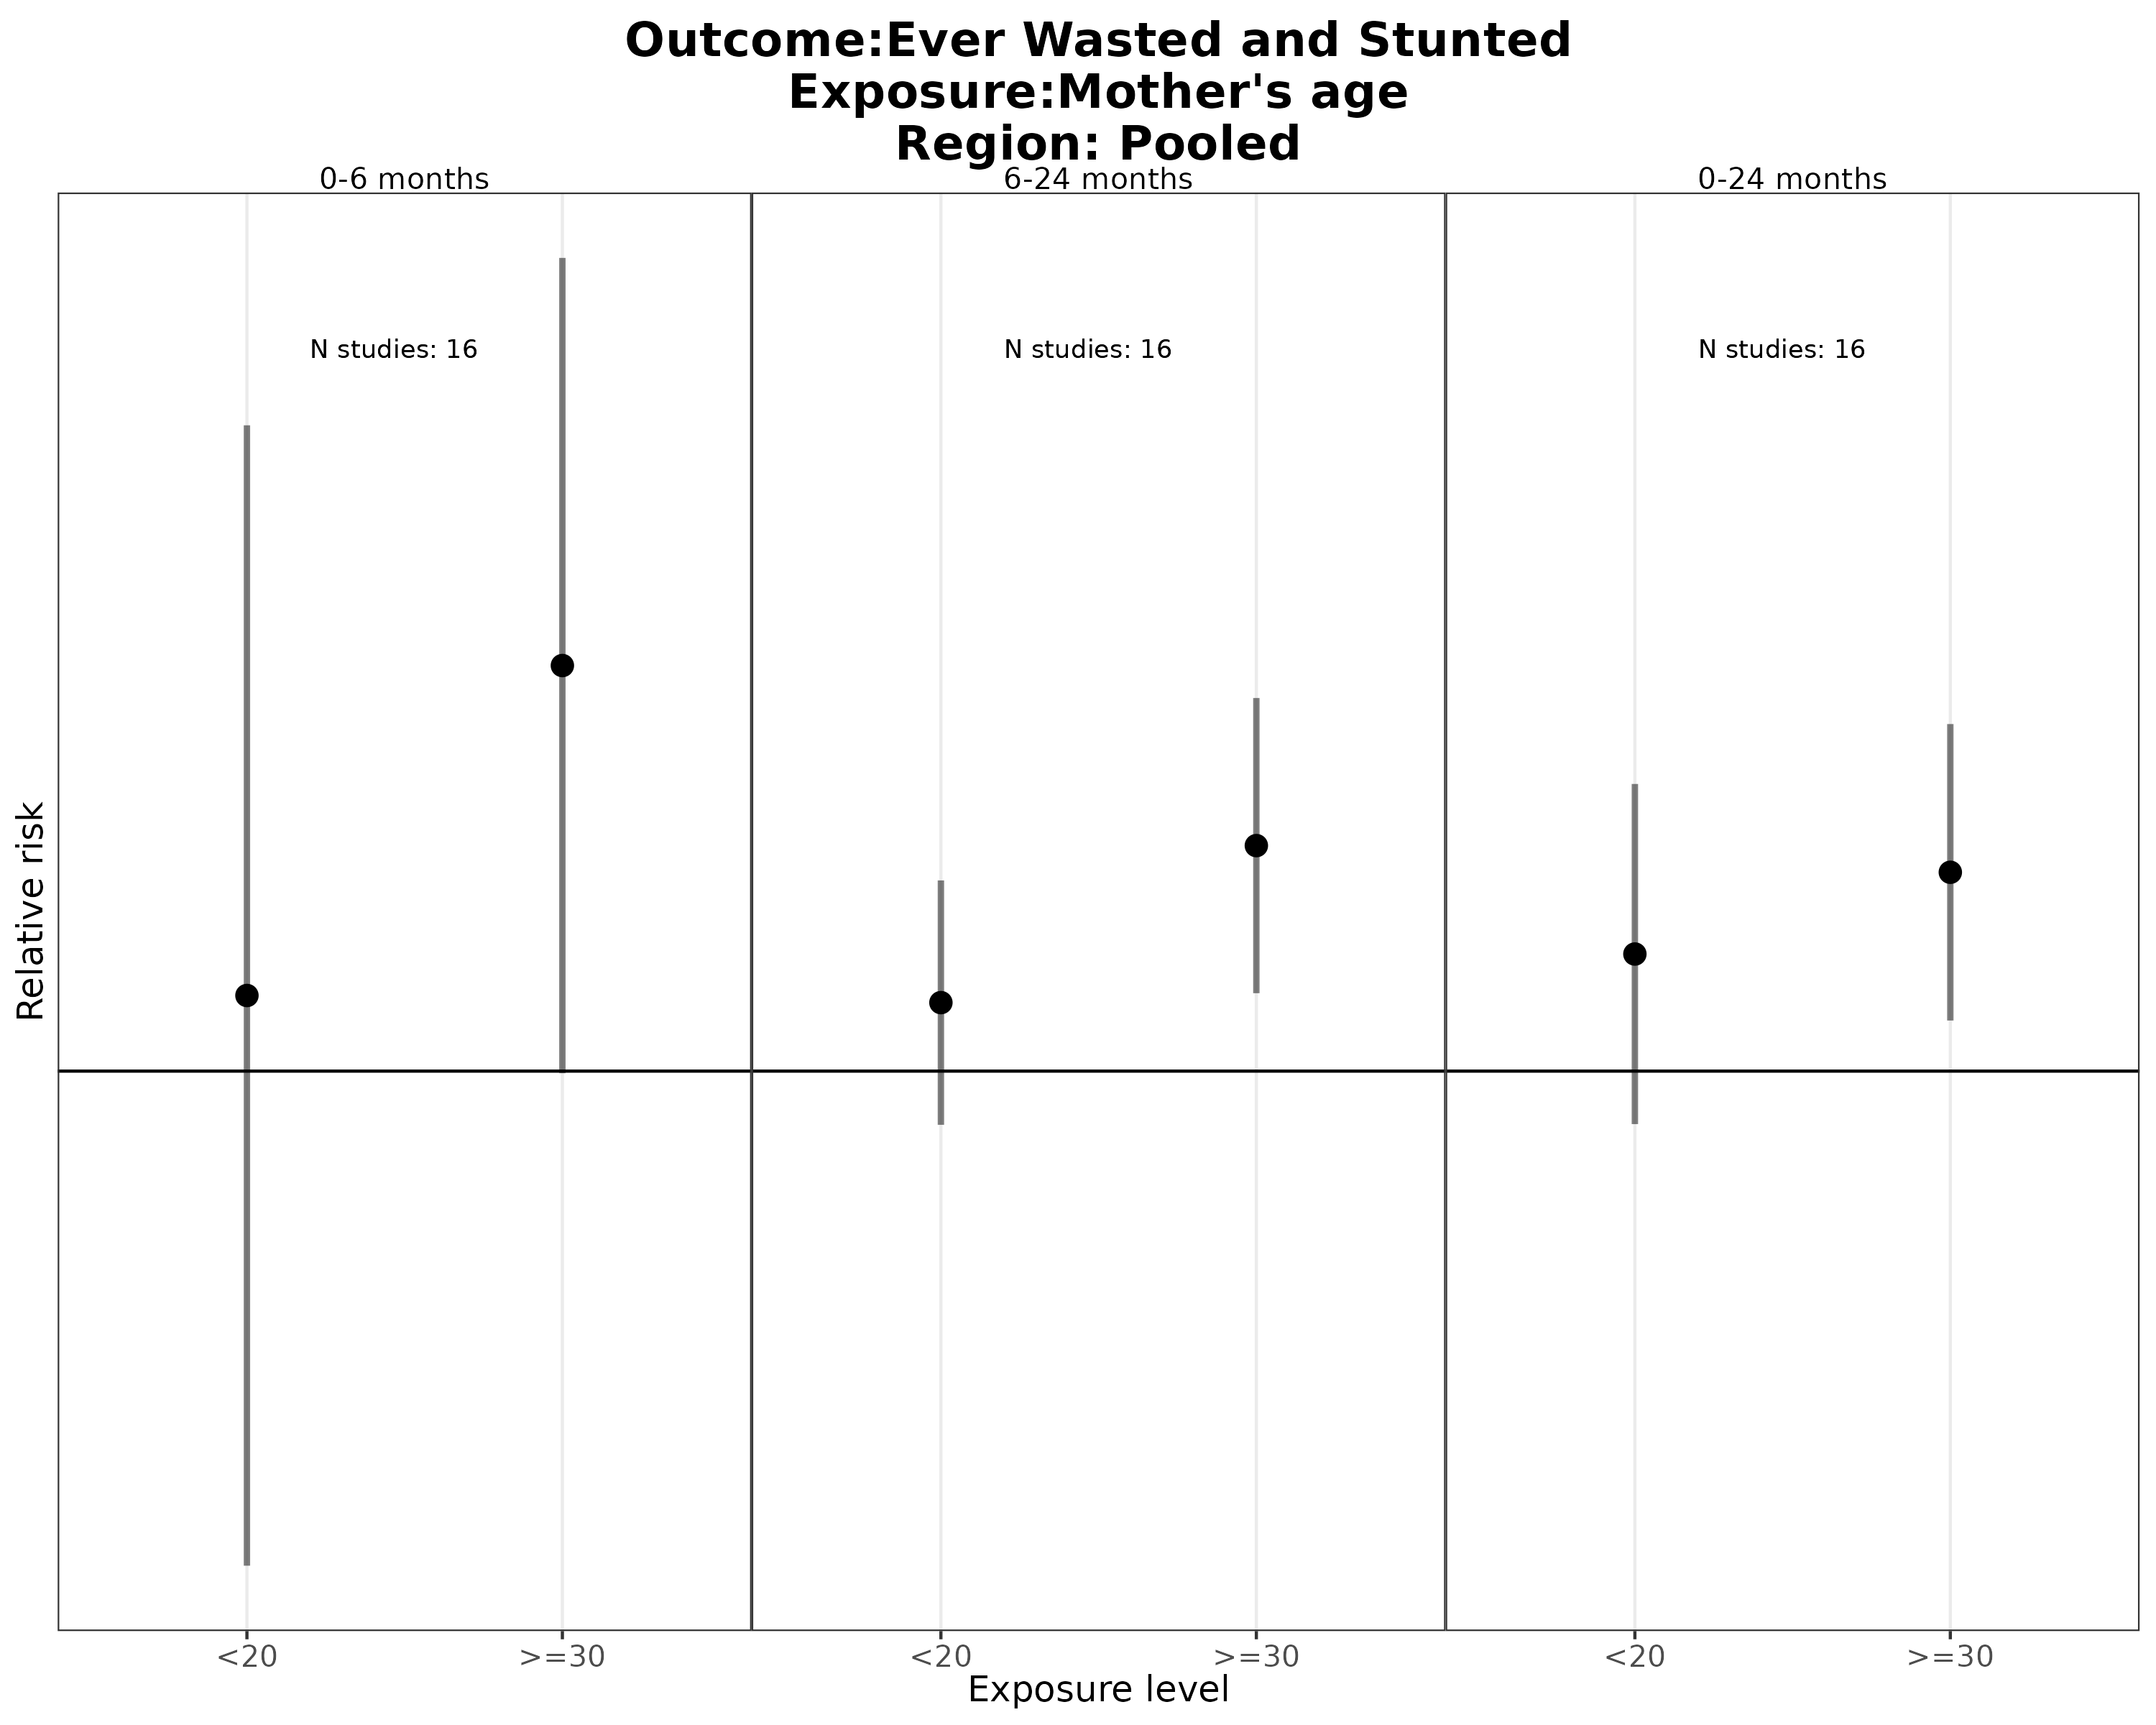 Outcome:Ever Wasted and Stunted
Exposure:Mother's age
Region: Pooled
0-6 months
6-24 months
0-24 months
N studies: 16
N studies: 16
N studies: 16
Relative risk
<20
>=30
<20
>=30
<20
>=30
Exposure level